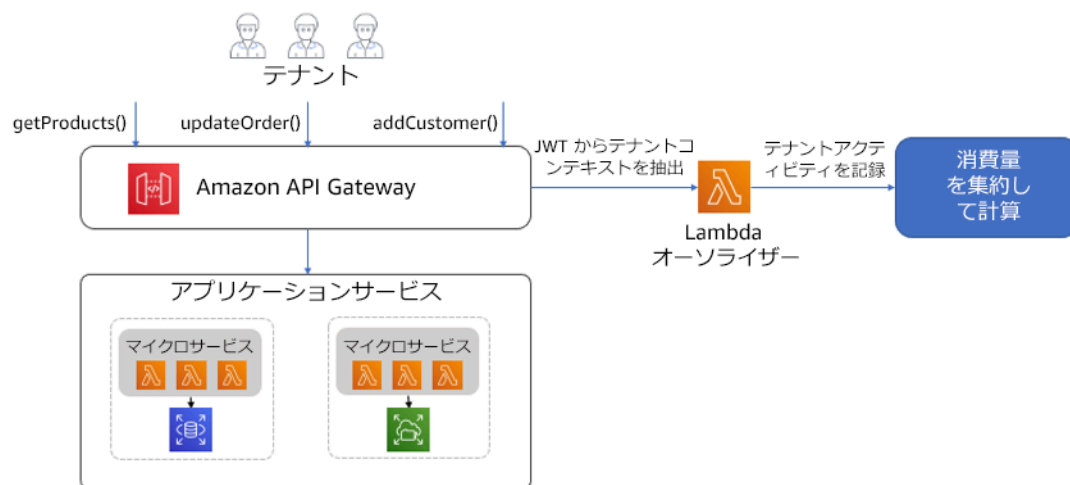 テナント
getProducts()
updateOrder()
addCustomer()
Amazon API Gateway
JWT からテナントコ
ンテキストを抽出
Lambda
オーソライザー
テナントアクティ
ビティを記録
消費量
を集約し
て計算
アプリケーションサービス
マイクロサービス
マイクロサービス